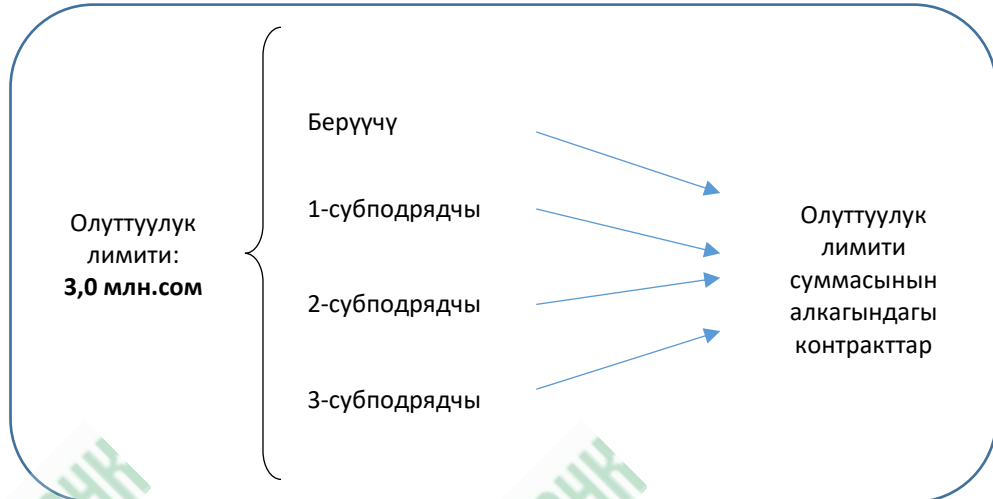 Берүүчү
1-субподрядчы
2-субподрядчы
3-субподрядчы
Олуттуулук
лимити:
3,0 млн.сом
Олуттуулук
лимити
суммасынын
алкагындагы
контракттар